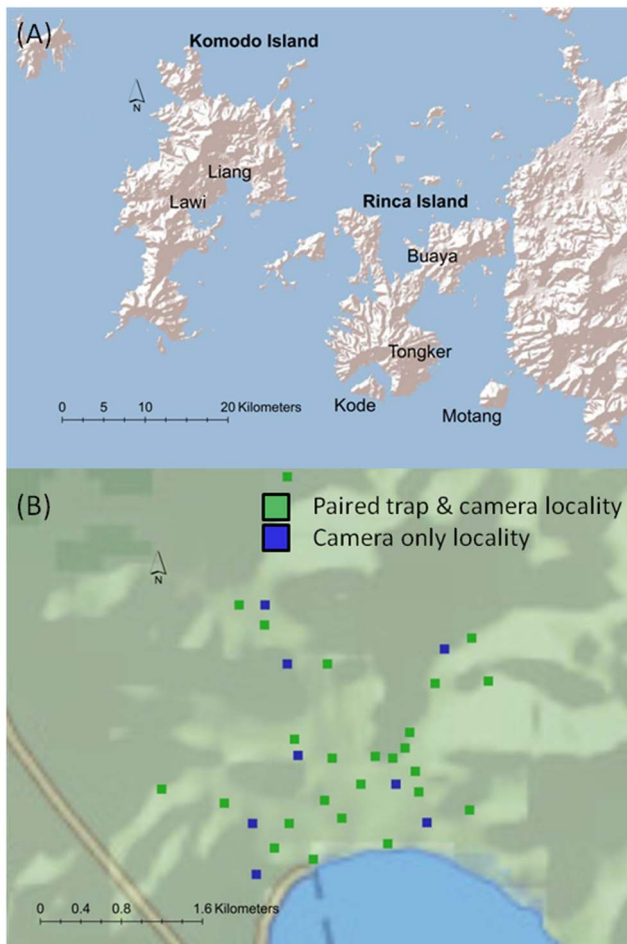 (A)
Komodo Island
N
Liang
Lawi
Rinca Island
Buaya
Tongker
0 5 10 20 Kilometers
Kode
Motang
(B)
Paired trap & camera locality
Camera only locality
N
0 0.4 0.8 1.6 Kilometers